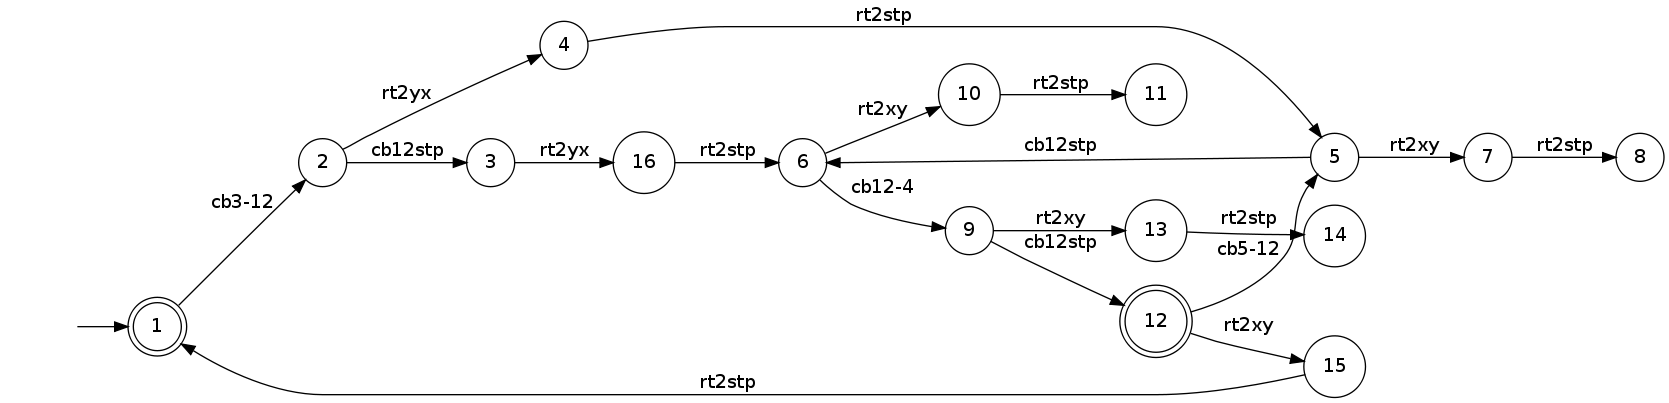 rt2stp
4
rt2yx
10
rt2stp
11
rt2xy
2
cb12stp
3
rt2yx
16
rt2stp
6
cb12stp
5
rt2xy
7
rt2stp
8
cb12-4
cb3-12
9
rt2xy
cb12stp
13
rt2stp
cb5-12
14
1
12
rt2xy
15
rt2stp